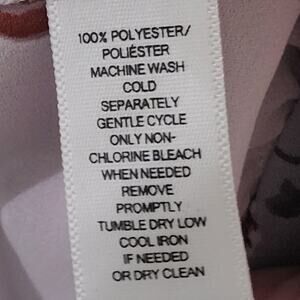 100% POLYESTER/
POLIÉSTER
MACHINE WASH
COLD
SEPARATELY
GENTLE CYCLE
ONLY NON-
CHLORINE BLEACH
WHEN NEEDED
REMOVE
PROMPTLY
TUMBLE DRY LOW
COOL IRON
IF NEEDED
OR DRY CLEAN